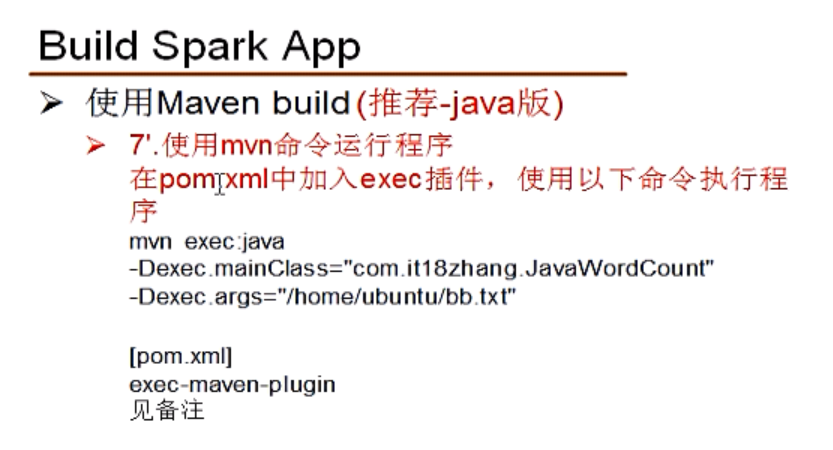 Build Spark App
使用Maven build(推荐-java版)
7'.使用mvn命令运行程序
在pom.xml中加入exec插件，使用以下命令执行程
序
mvn exec:java
-Dexec.mainClass="com.it18zhang.JavaWordCount"
-Dexec.args="/home/ubuntu/bb.txt"
[pom.xml]
exec-maven-plugin
见备注